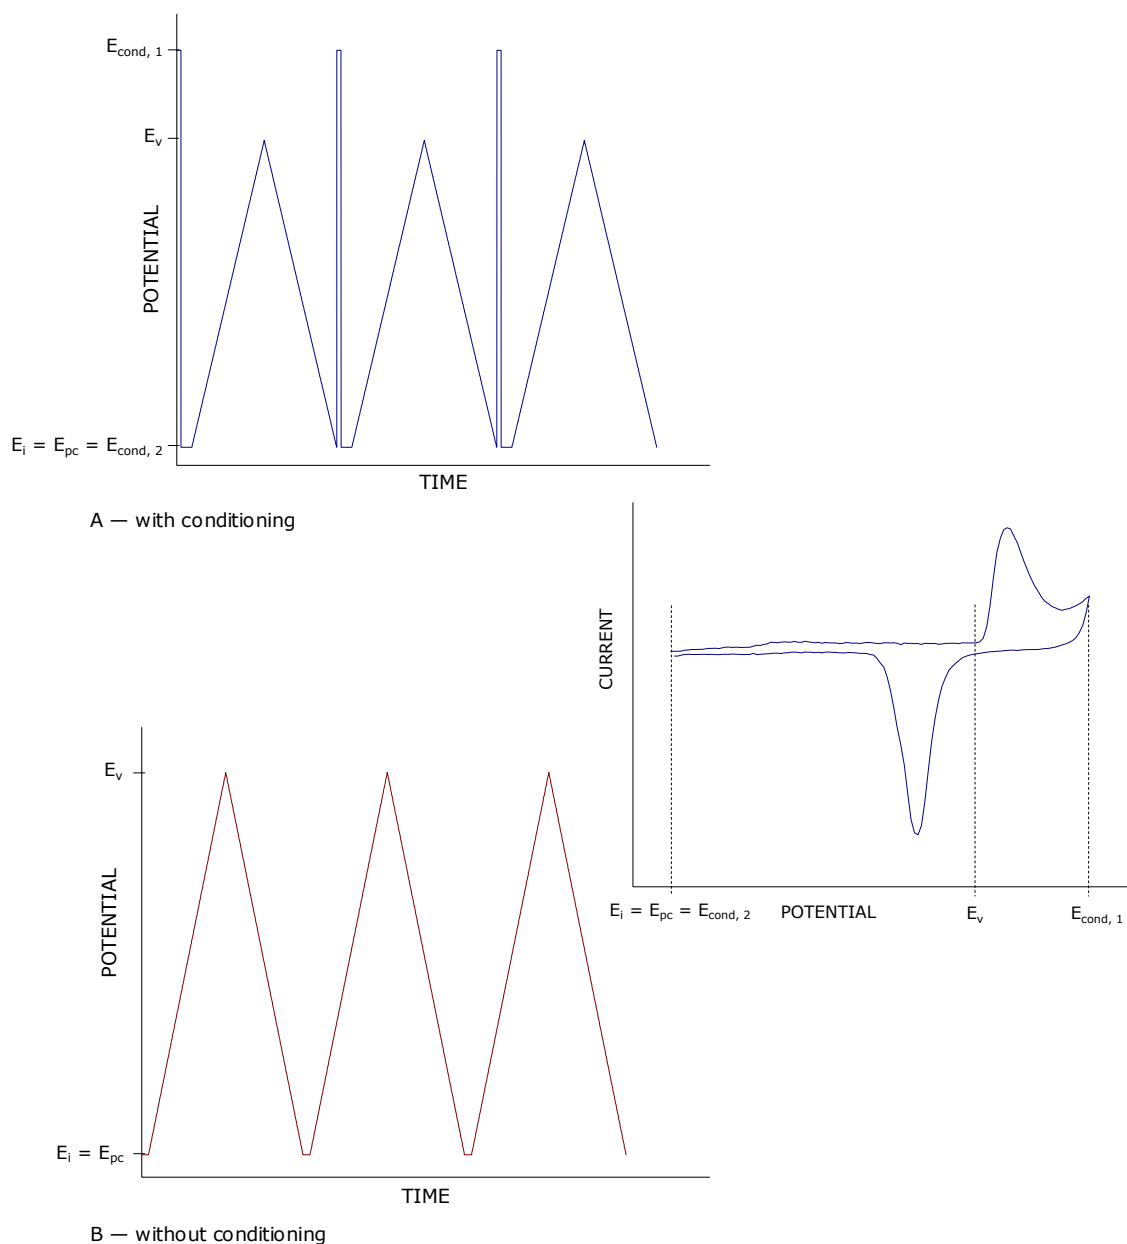 E_cond, 1
E_v
POTENTIAL
E_i = E_pc = E_cond, 2
TIME
A — with conditioning
CURRENT
E_i = E_pc = E_cond, 2
POTENTIAL
E_v
E_cond, 1
E_v
POTENTIAL
E_i = E_pc
TIME
B — without conditioning